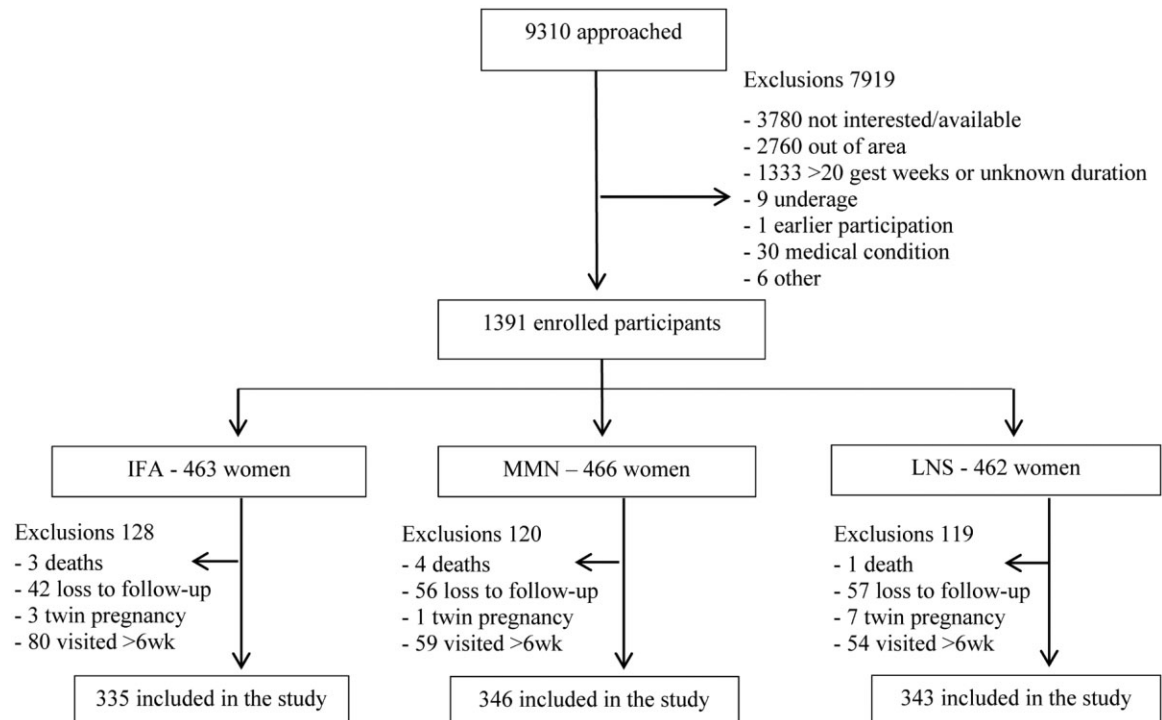 9310 approached
Exclusions 7919
- 3780 not interested/available
- 2760 out of area
- 1333 >20 gest weeks or unknown duration
- 9 underage
- 1 earlier participation
- 30 medical condition
- 6 other
1391 enrolled participants
IFA - 463 women
MMN – 466 women
LNS - 462 women
Exclusions 128
- 3 deaths
- 42 loss to follow-up
- 3 twin pregnancy
- 80 visited >6wk
Exclusions 120
- 4 deaths
- 56 loss to follow-up
- 1 twin pregnancy
- 59 visited >6wk
Exclusions 119
- 1 death
- 57 loss to follow-up
- 7 twin pregnancy
- 54 visited >6wk
335 included in the study
346 included in the study
343 included in the study